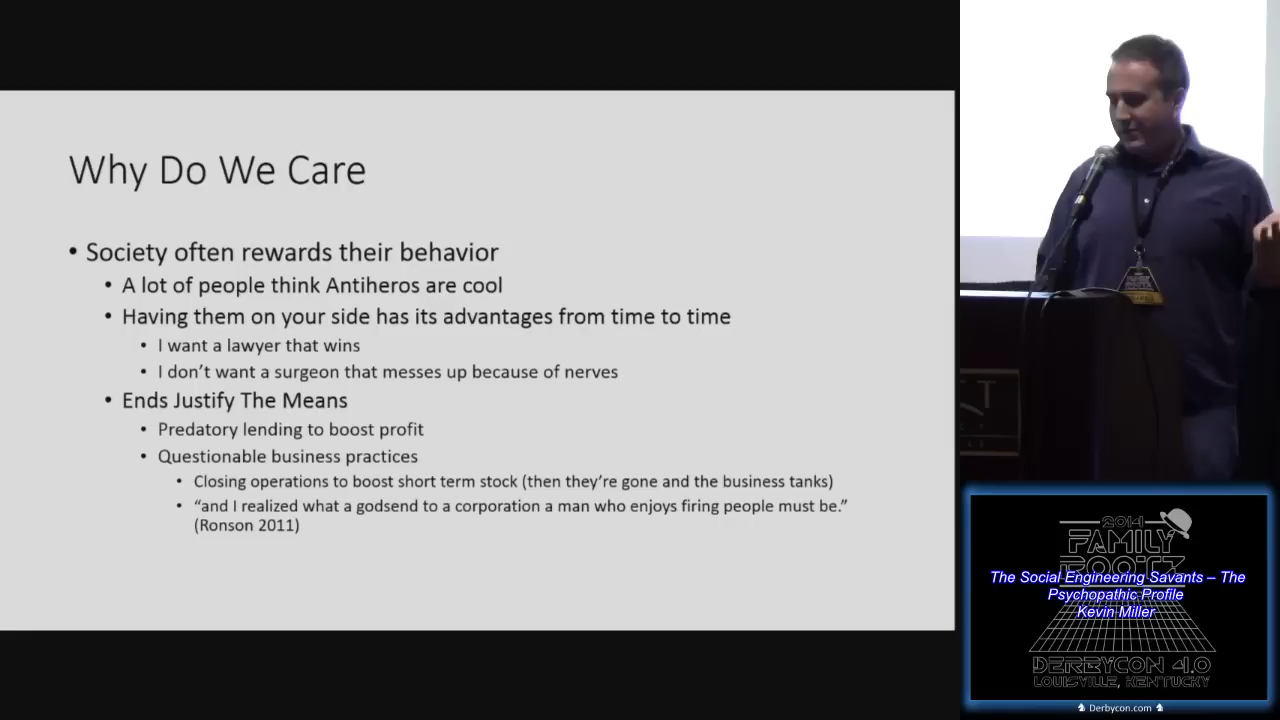 Why Do We Care
• Society often rewards their behavior
• A lot of people think Antiheros are cool
• Having them on your side has its advantages from time to time
• I want a lawyer that wins
• I don't want a surgeon that messes up because of nerves
• Ends Justify The Means
• Predatory lending to boost profit
• Questionable business practices
• Closing operations to boost short term stock (then they're gone and the business tanks)
• “and I realized what a godsend to a corporation a man who enjoys firing people must be.”
(Ronson 2011)
2014
FAMILY
ROOTZ
The Social Engineering Savants – The
Psychopathic Profile
Kevin Miller
DERBYCON 4.0
LOUISVILLE, KENTUCKY
Derbycon.com